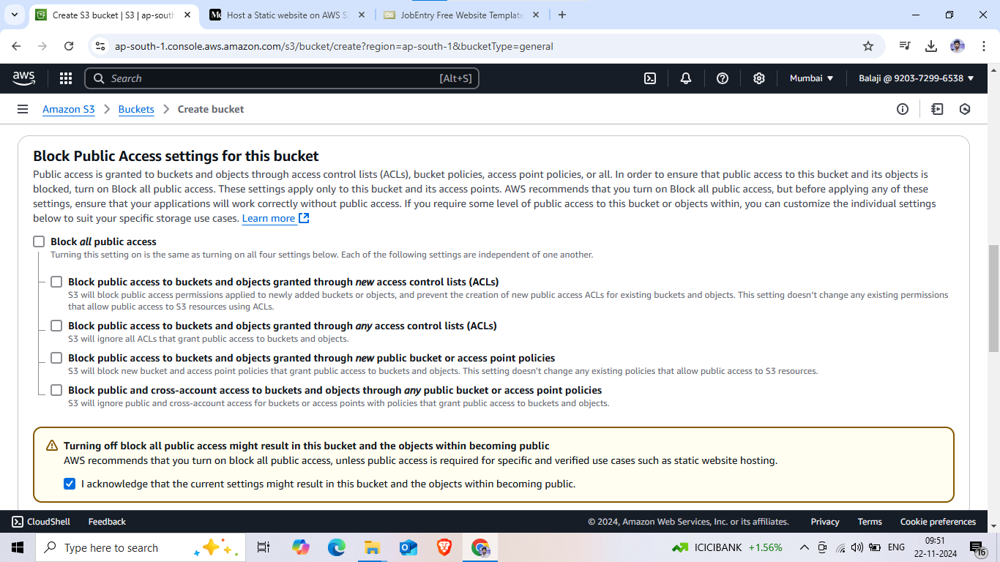 Create S3 bucket | S3 | ap-south
Host a Static website on AWS S
JobEntry Free Website Template
ap-south-1.console.aws.amazon.com/s3/bucket/create?region=ap-south-1&bucketType=general
aws
Search
[Alt+S]
Mumbai
Balaji @ 9203-7299-6538
Amazon S3
Buckets
Create bucket
Block Public Access settings for this bucket
Public access is granted to buckets and objects through access control lists (ACLs), bucket policies, access point policies, or all. In order to ensure that public access to this bucket and its objects is
blocked, turn on Block all public access. These settings apply only to this bucket and its access points. AWS recommends that you turn on Block all public access, but before applying any of these
settings, ensure that your applications will work correctly without public access. If you require some level of public access to this bucket or objects within, you can customize the individual settings
below to suit your specific storage use cases. Learn more
Block all public access
Turning this setting on is the same as turning on all four settings below. Each of the following settings are independent of one another.
Block public access to buckets and objects granted through new access control lists (ACLs)
S3 will block public access permissions applied to newly added buckets or objects, and prevent the creation of new public access ACLs for existing buckets and objects. This setting doesn't change any existing permissions
that allow public access to S3 resources using ACLs.
Block public access to buckets and objects granted through any access control lists (ACLs)
S3 will ignore all ACLs that grant public access to buckets and objects.
Block public access to buckets and objects granted through new public bucket or access point policies
S3 will block new bucket and access point policies that grant public access to buckets and objects. This setting doesn't change any existing policies that allow public access to S3 resources.
Block public and cross-account access to buckets and objects through any public bucket or access point policies
S3 will ignore public and cross-account access for buckets or access points with policies that grant public access to buckets and objects.
Turning off block all public access might result in this bucket and the objects within becoming public
AWS recommends that you turn on block all public access, unless public access is required for specific and verified use cases such as static website hosting.
I acknowledge that the current settings might result in this bucket and the objects within becoming public.
CloudShell
Feedback
© 2024, Amazon Web Services, Inc. or its affiliates.
Privacy
Terms
Cookie preferences
Type here to search
ICICIBANK +1.56%
ENG
09:51
22-11-2024
16